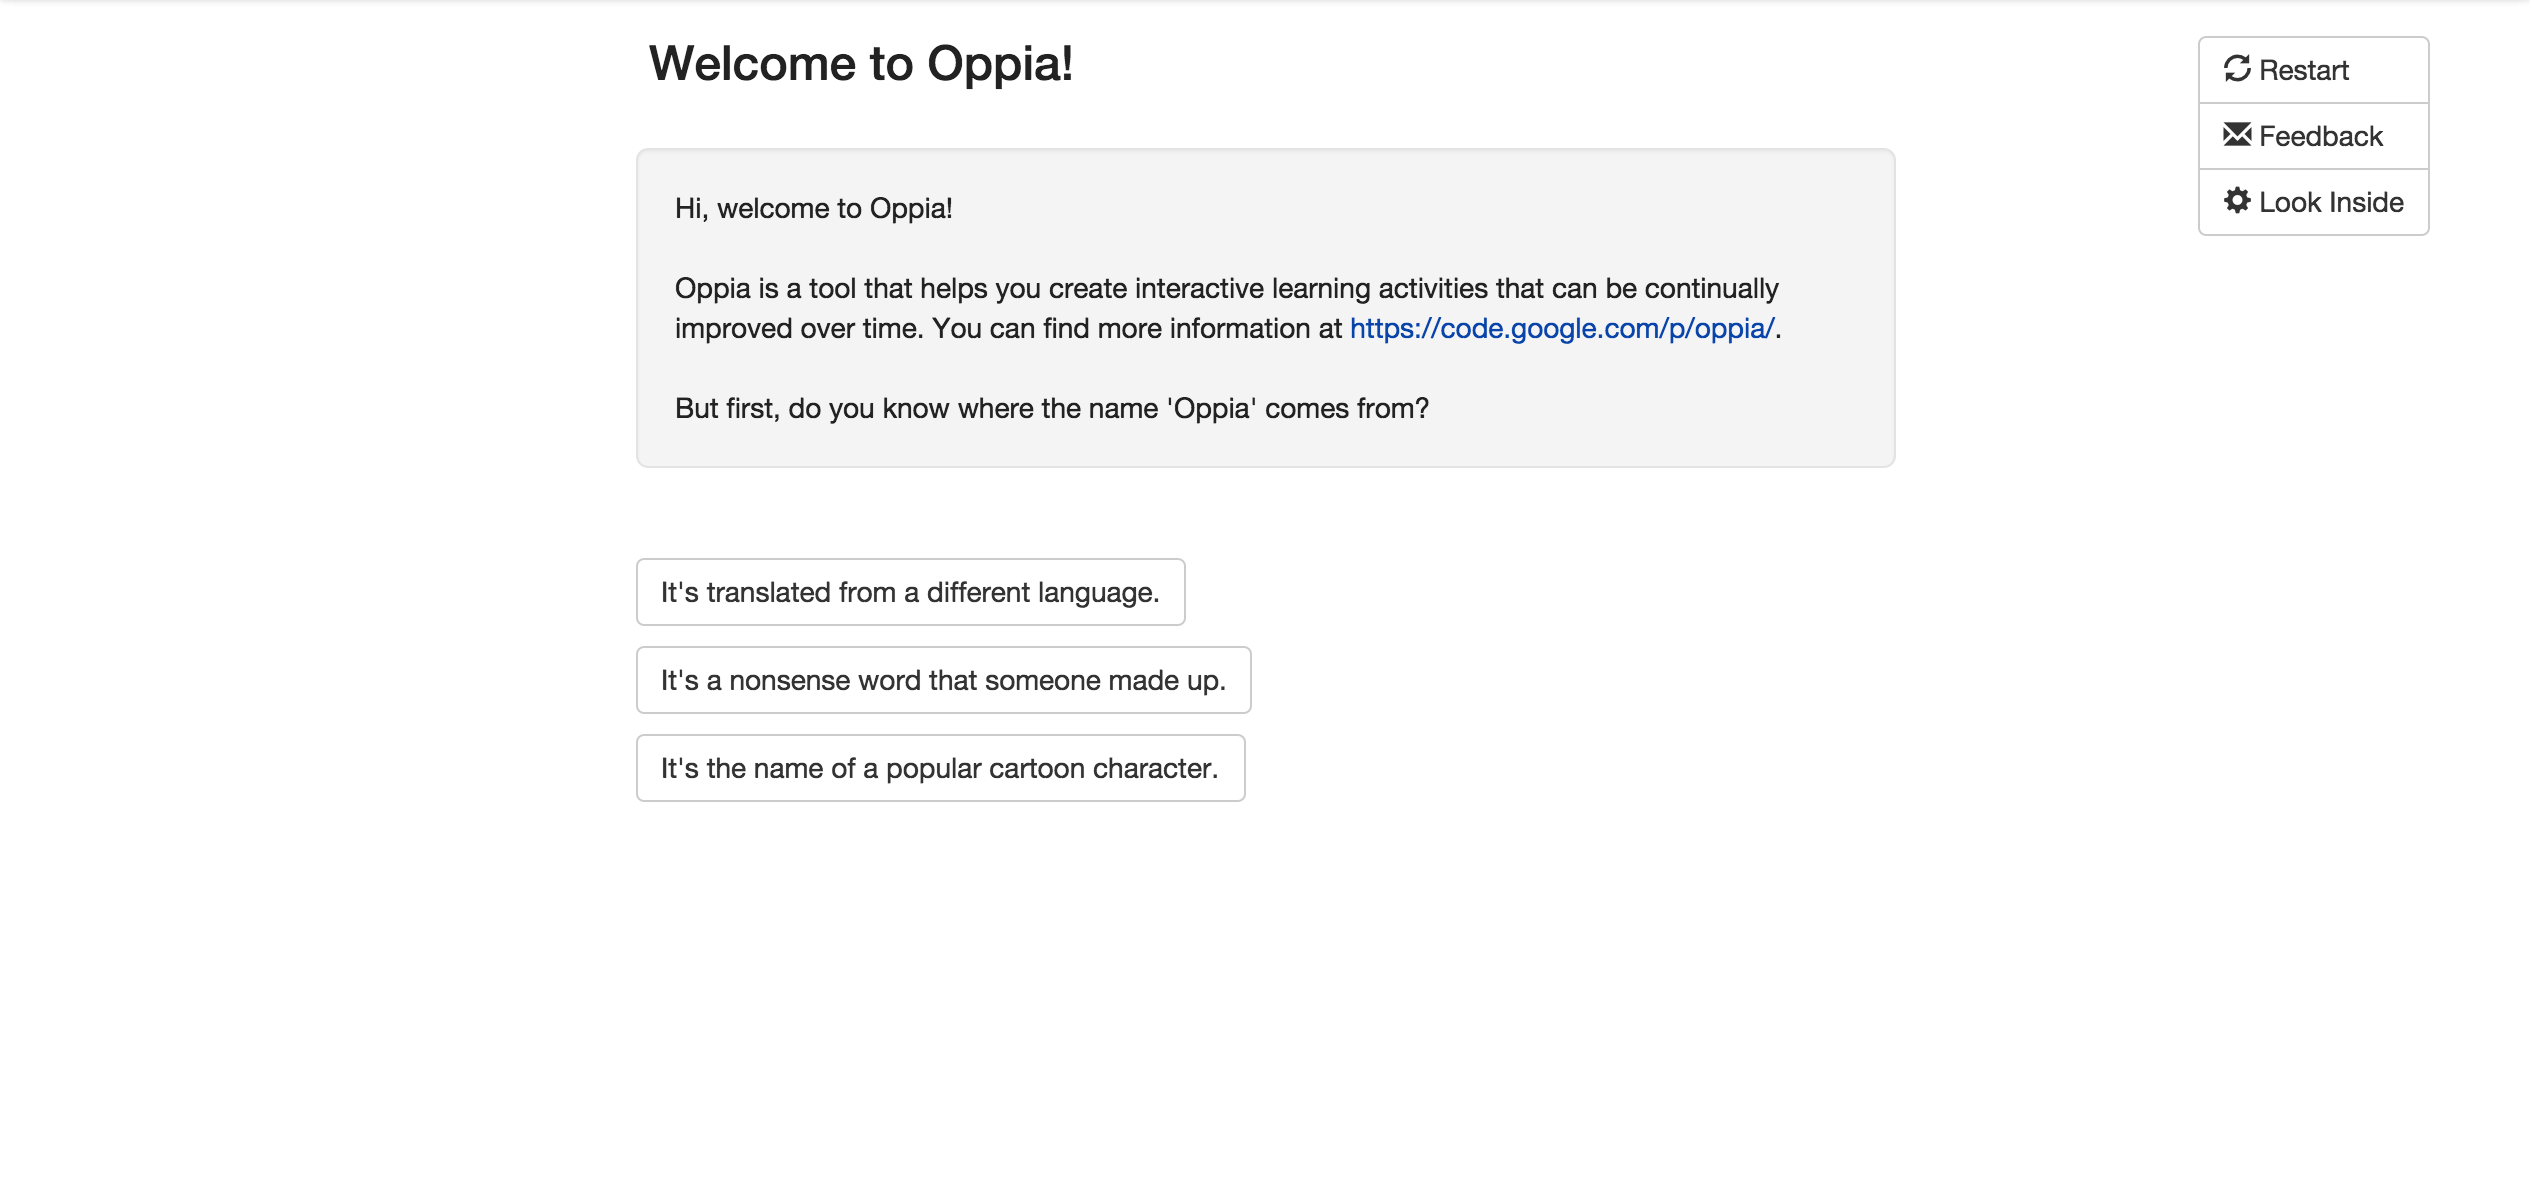 Welcome to Oppia!
Restart
Feedback
Look Inside
Hi, welcome to Oppia!
Oppia is a tool that helps you create interactive learning activities that can be continually
improved over time. You can find more information at https://code.google.com/p/oppia/.
But first, do you know where the name 'Oppia' comes from?
It's translated from a different language.
It's a nonsense word that someone made up.
It's the name of a popular cartoon character.